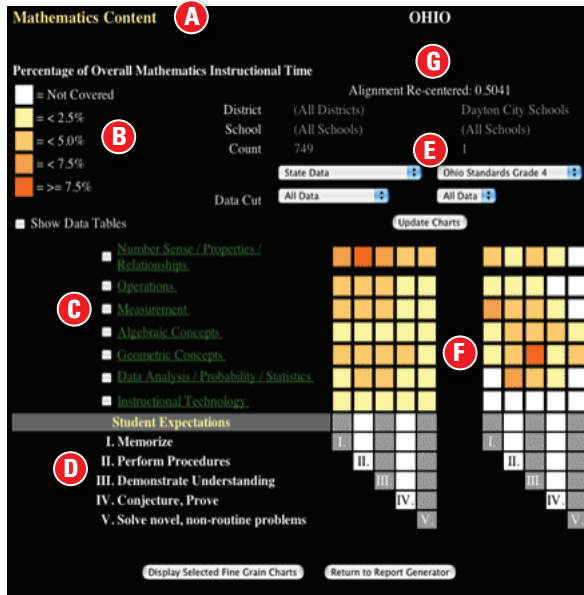 Mathematics Content A OHIO
G
Percentage of Overall Mathematics Instructional Time
= Not Covered Alignment Re-centered: 0.5041
= < 2.5% District (All Districts) Dayton City Schools
B
= < 5.0% School (All Schools) (All Schools)
= < 7.5% Count 749 E 1
= >= 7.5% State Data Ohio Standards Grade 4
Data Cut All Data All Data
Show Data Tables Update Charts
Number Sense / Properties /
Relationships
Operations
C Measurement
Algebraic Concepts
Geometric Concepts F
Data Analysis / Probability / Statistics
Instructional Technology
Student Expectations
I. Memorize I. I.
D II. Perform Procedures II. II.
III. Demonstrate Understanding III. III.
IV. Conjecture, Prove IV. IV.
V. Solve novel, non-routine problems V. V.
Display Selected Fine Grain Charts Return to Report Generator